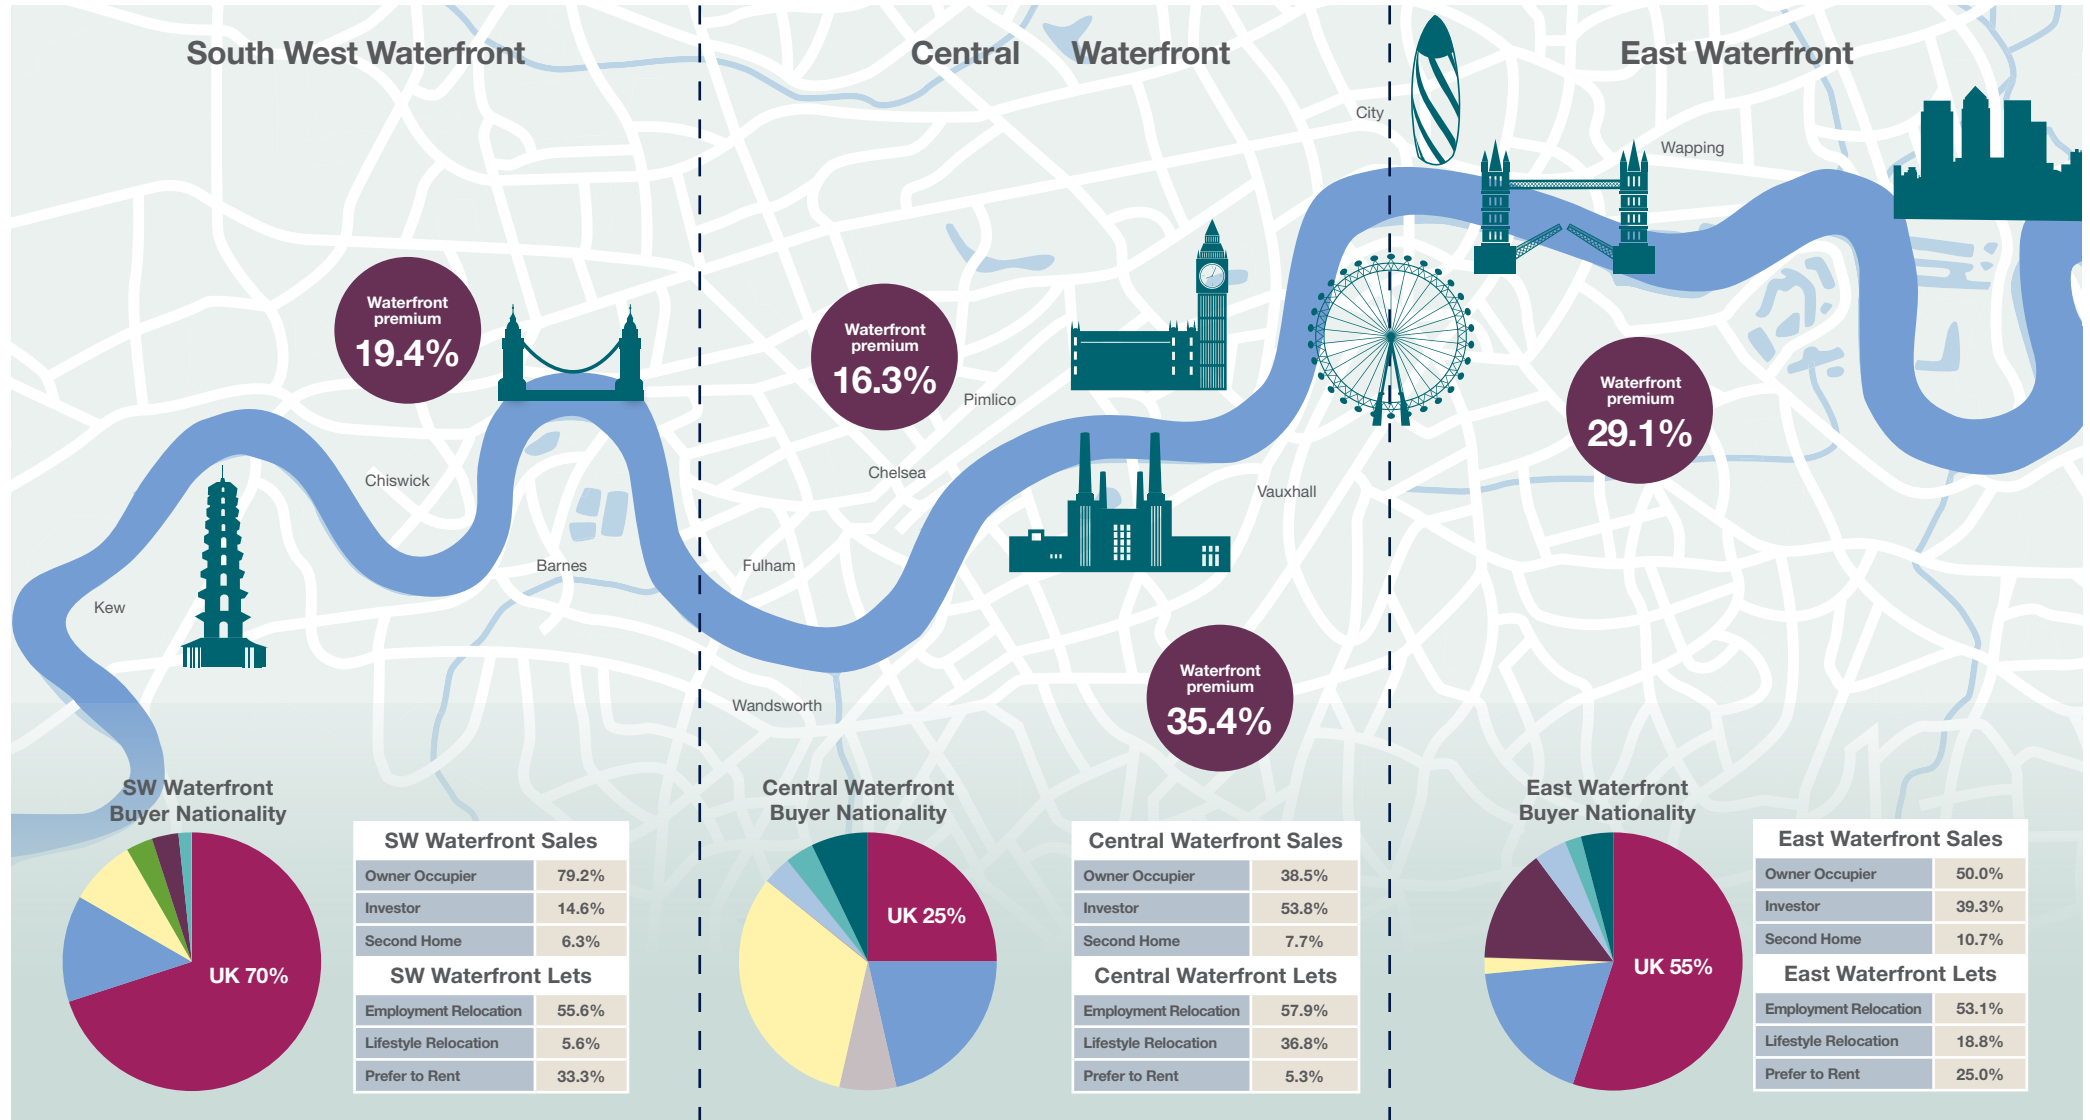 South West Waterfront
Central Waterfront
East Waterfront
City
Wapping
Waterfront
premium
19.4%
Waterfront
premium
16.3%
Pimlico
Waterfront
premium
29.1%
Chiswick
Chelsea
Vauxhall
Barnes
Fulham
Kew
Waterfront
premium
35.4%
Wandsworth
SW Waterfront
Buyer Nationality
UK 70%
SW Waterfront Sales
Owner Occupier 79.2%
Investor 14.6%
Second Home 6.3%
SW Waterfront Lets
Employment Relocation 55.6%
Lifestyle Relocation 5.6%
Prefer to Rent 33.3%
Central Waterfront
Buyer Nationality
UK 25%
Central Waterfront Sales
Owner Occupier 38.5%
Investor 53.8%
Second Home 7.7%
Central Waterfront Lets
Employment Relocation 57.9%
Lifestyle Relocation 36.8%
Prefer to Rent 5.3%
East Waterfront
Buyer Nationality
UK 55%
East Waterfront Sales
Owner Occupier 50.0%
Investor 39.3%
Second Home 10.7%
East Waterfront Lets
Employment Relocation 53.1%
Lifestyle Relocation 18.8%
Prefer to Rent 25.0%